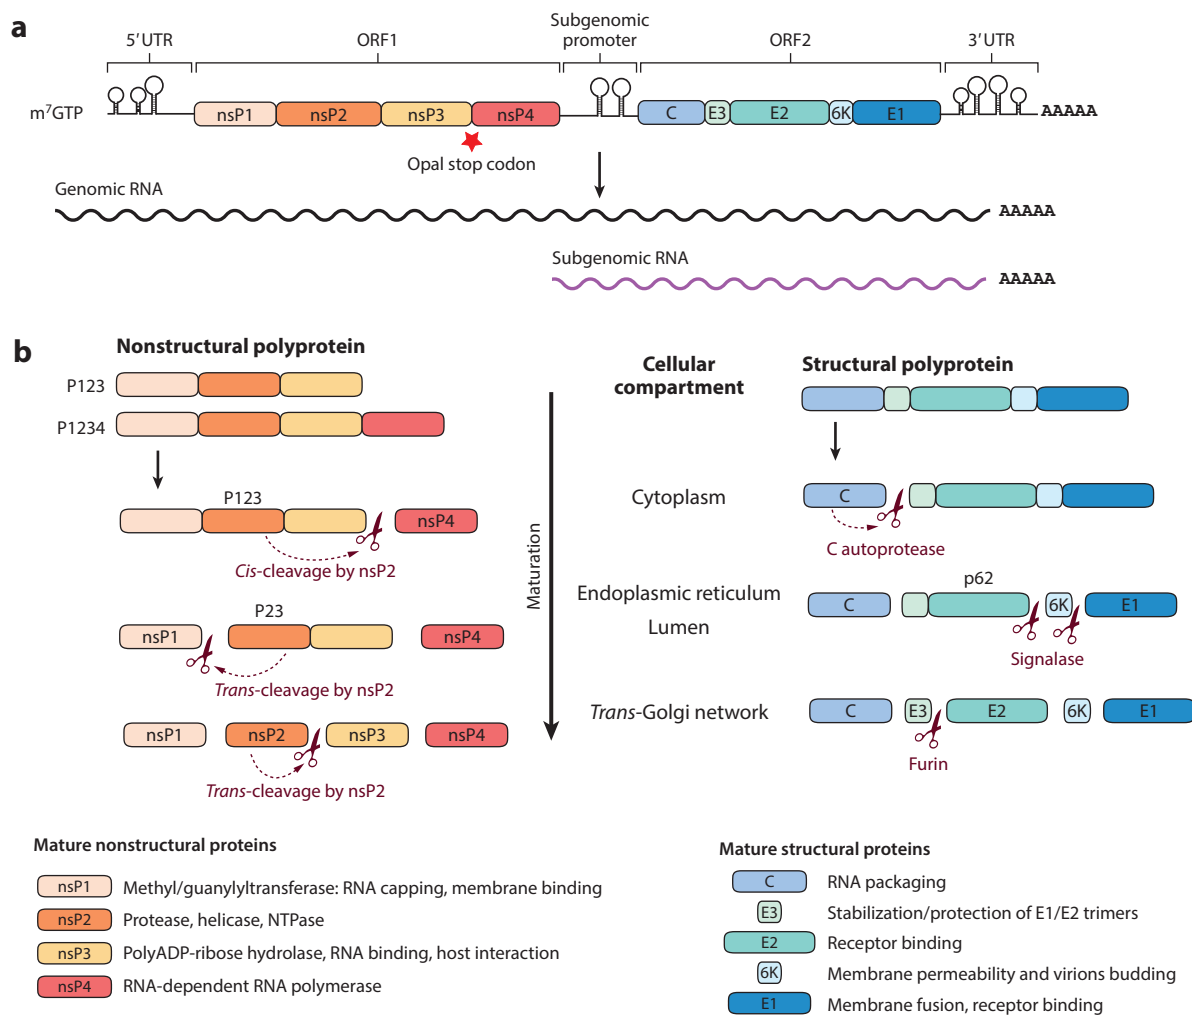 a
5′UTR
ORF1
Subgenomic
promoter
ORF2
3′UTR
m⁷GTP
nsP1 nsP2 nsP3 nsP4 C E3 E2 6K E1 AAAAA
Opal stop codon
Genomic RNA
AAAAA
Subgenomic RNA
AAAAA
b
Nonstructural polyprotein
P123
P1234
P123
nsP4
Cis-cleavage by nsP2
P23
nsP1 nsP4
Trans-cleavage by nsP2
nsP1 nsP2 nsP3 nsP4
Trans-cleavage by nsP2
Maturation
Cellular
compartment
Structural polyprotein
Cytoplasm
C
C autoprotease
Endoplasmic reticulum
Lumen
p62
C 6K E1
Signalase
Trans-Golgi network
C E3 E2 6K E1
Furin
Mature nonstructural proteins
nsP1 Methyl/guanylyltransferase: RNA capping, membrane binding
nsP2 Protease, helicase, NTPase
nsP3 PolyADP-ribose hydrolase, RNA binding, host interaction
nsP4 RNA-dependent RNA polymerase
Mature structural proteins
C RNA packaging
E3 Stabilization/protection of E1/E2 trimers
E2 Receptor binding
6K Membrane permeability and virions budding
E1 Membrane fusion, receptor binding